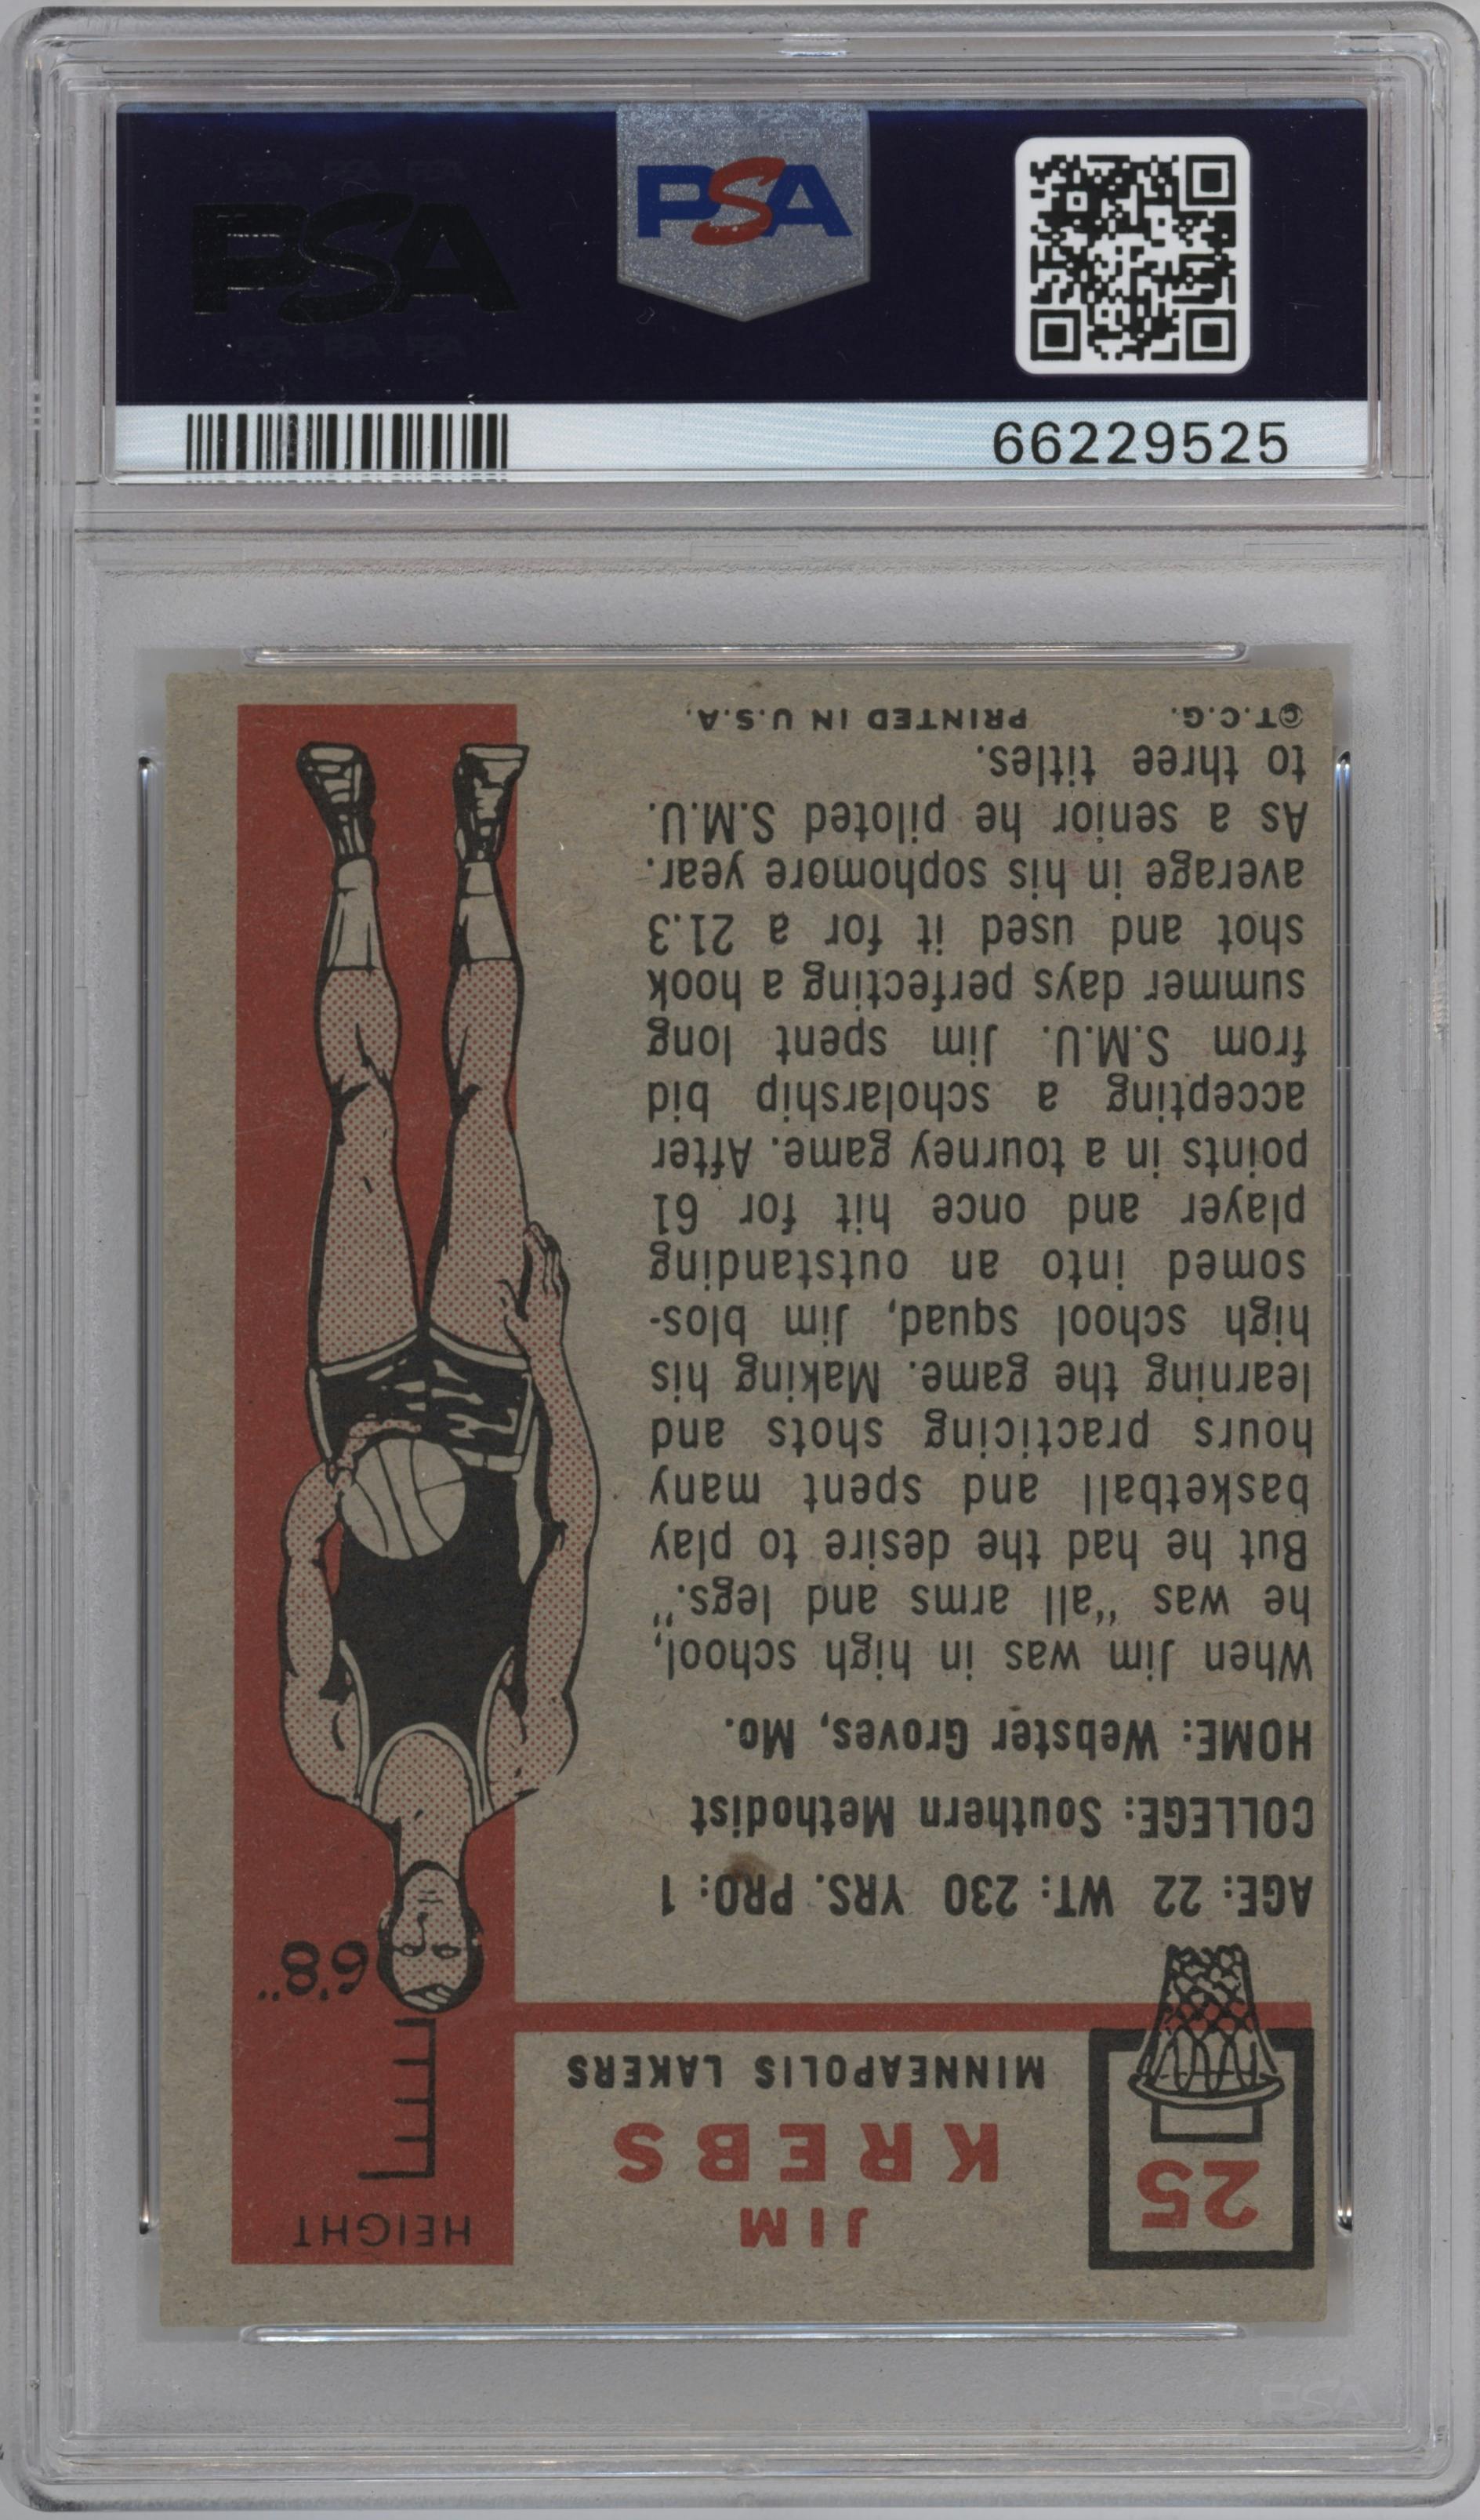 PSA
PSA
66229525
25
JIM
KREBS
MINNEAPOLIS LAKERS
HEIGHT
6'8"
AGE: 22 WT: 230 YRS. PRO: 1
COLLEGE: Southern Methodist
HOME: Webster Groves, Mo.
When Jim was in high school,
he was "all arms and legs."
But he had the desire to play
basketball and spent many
hours practicing shots and
learning the game. Making his
high school squad, Jim blos-
somed into an outstanding
player and once hit for 61
points in a tourney game. After
accepting a scholarship bid
from S.M.U. Jim spent long
summer days perfecting a hook
shot and used it for a 21.3
average in his sophomore year.
As a senior he piloted S.M.U.
to three titles.
©T.C.G. PRINTED IN U.S.A.
PSA